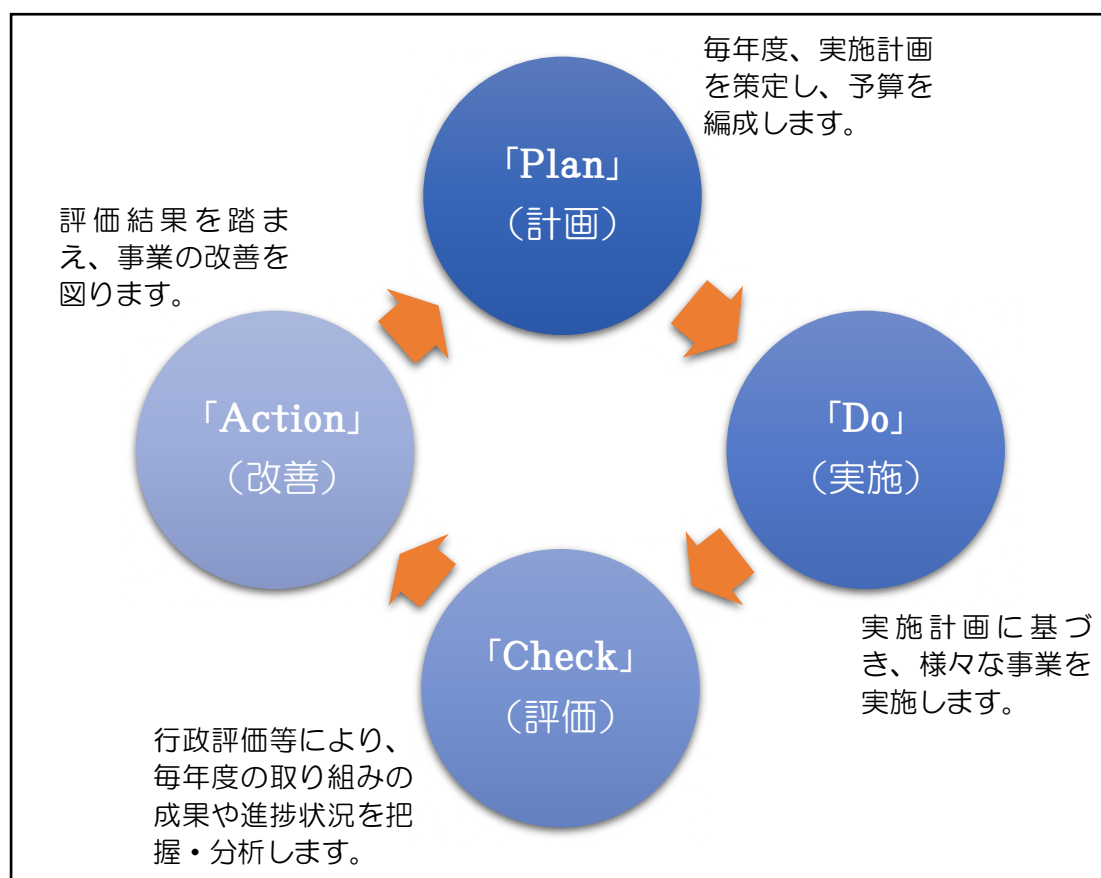 毎年度、実施計画
を策定し、予算を
編成します。
「Plan」
（計画）
評価結果を踏ま
え、事業の改善を
図ります。
「Action」
（改善）
「Do」
（実施）
実施計画に基づ
き、様々な事業を
実施します。
「Check」
（評価）
行政評価等により、
毎年度の取り組みの
成果や進捗状況を把
握・分析します。